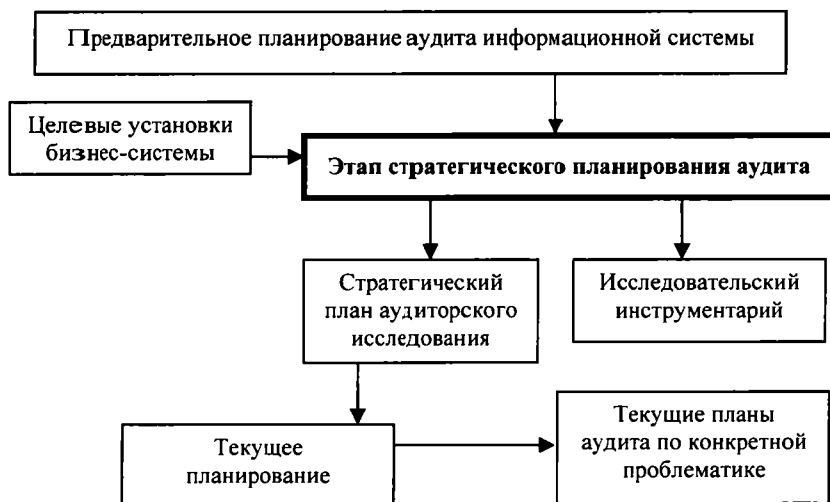 Предварительное планирование аудита информационной системы
Целевые установки
бизнес-системы
Этап стратегического планирования аудита
Стратегический
план аудиторского
исследования
Исследовательский
инструментарий
Текущее
планирование
Текущие планы
аудита по конкретной
проблематике